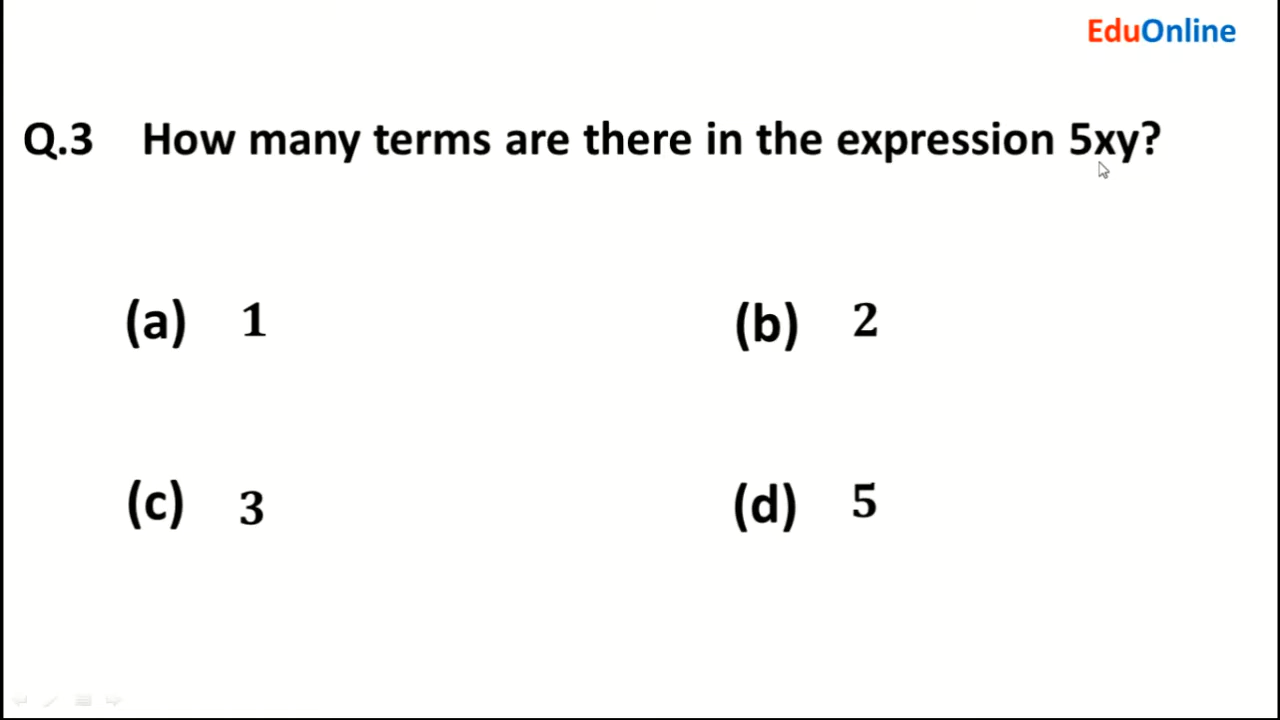 EduOnline
Q.3 How many terms are there in the expression 5xy?
(a) 1 (b) 2
(c) 3 (d) 5